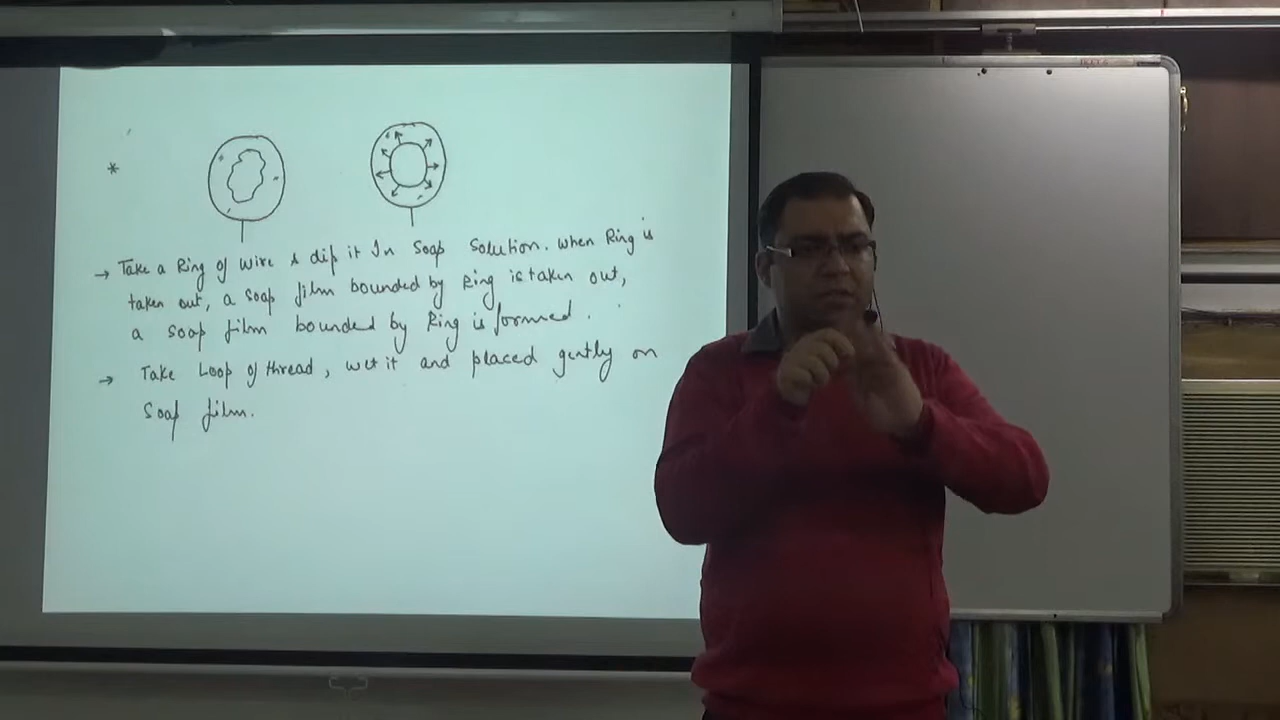 *
→ Take a Ring of wire & dip it In Soap Solution. When Ring is
taken out, a soap film bounded by Ring is taken out,
a soap film bounded by Ring is formed.
→ Take Loop of thread, wet it and placed gently on
Soap film.